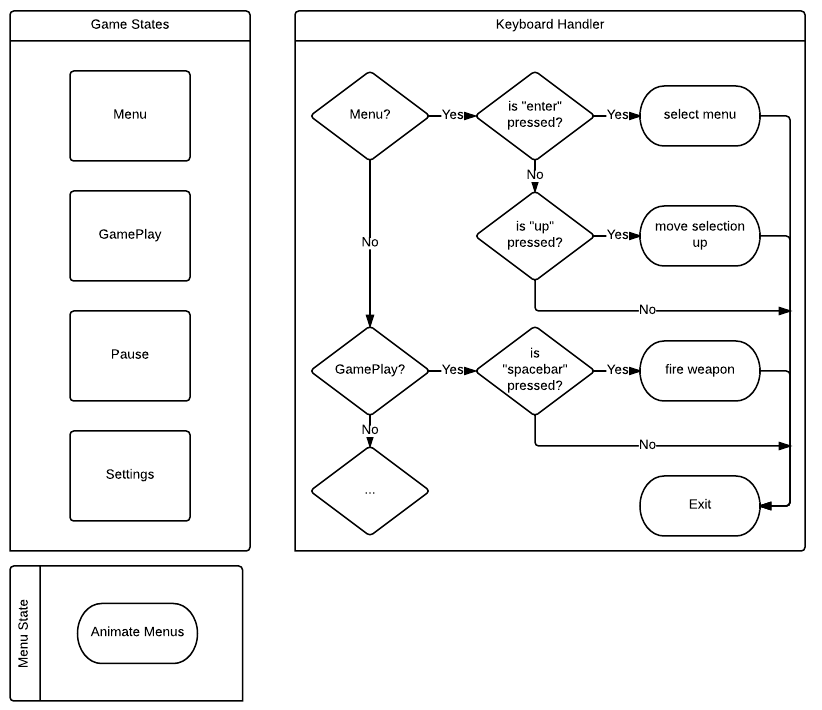 Game States
Menu
GamePlay
Pause
Settings
Menu State
Animate Menus
Keyboard Handler
Menu?
Yes
is "enter"
pressed?
Yes
select menu
No
is "up"
pressed?
Yes
move selection
up
No
No
GamePlay?
Yes
is
"spacebar"
pressed?
Yes
fire weapon
No
No
...
Exit